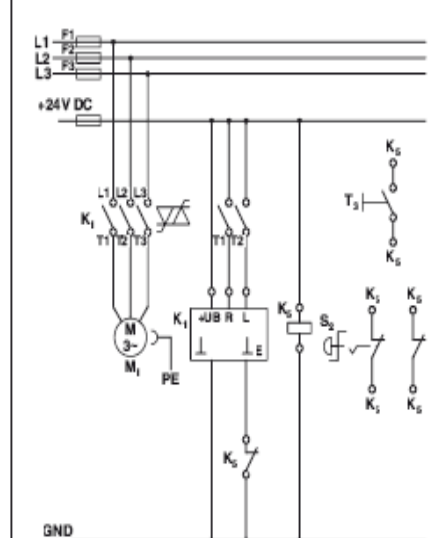 L1 F1
L2 F2
L3 F3
+24V DC
L1 L2 L3
K1
T1 T2 T3
T1 T2
K5
T3
K5
K1 +UB R L
E
K5
S2
K5 K5
K5 K5
M
3~
M1
PE
K5
GND